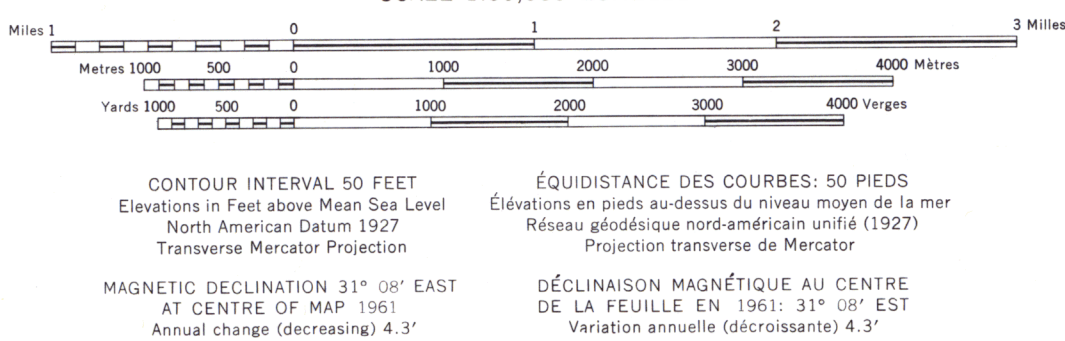 Miles 1 0 1 2 3 Milles
Metres 1000 500 0 1000 2000 3000 4000 Mètres
Yards 1000 500 0 1000 2000 3000 4000 Verges
CONTOUR INTERVAL 50 FEET
Elevations in Feet above Mean Sea Level
North American Datum 1927
Transverse Mercator Projection
ÉQUIDISTANCE DES COURBES: 50 PIEDS
Élévations en pieds au-dessus du niveau moyen de la mer
Réseau géodésique nord-américain unifié (1927)
Projection transverse de Mercator
MAGNETIC DECLINATION 31° 08′ EAST
AT CENTRE OF MAP 1961
Annual change (decreasing) 4.3′
DÉCLINAISON MAGNÉTIQUE AU CENTRE
DE LA FEUILLE EN 1961: 31° 08′ EST
Variation annuelle (décroissante) 4.3′